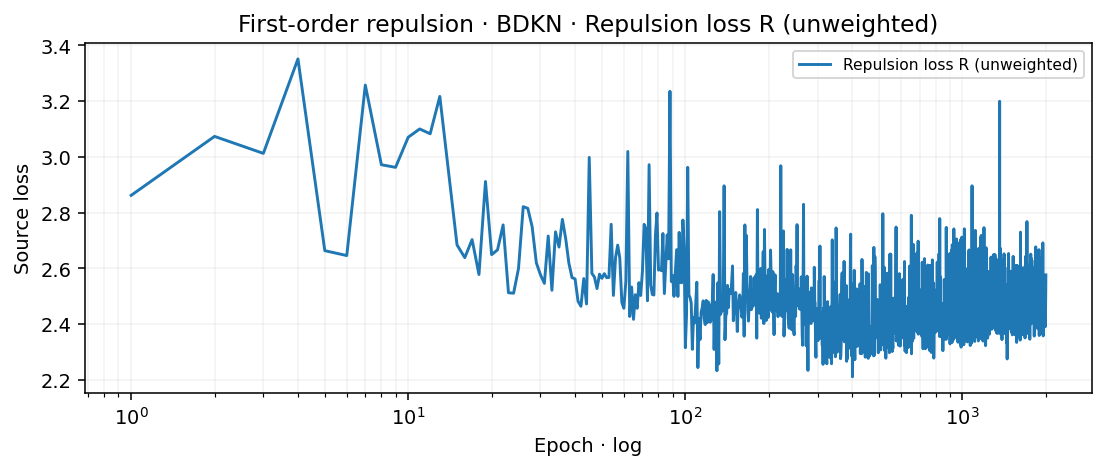 First-order repulsion · BDKN · Repulsion loss R (unweighted)
Repulsion loss R (unweighted)
Source loss
3.4
3.2
3.0
2.8
2.6
2.4
2.2
10⁰
10¹
10²
10³
Epoch · log